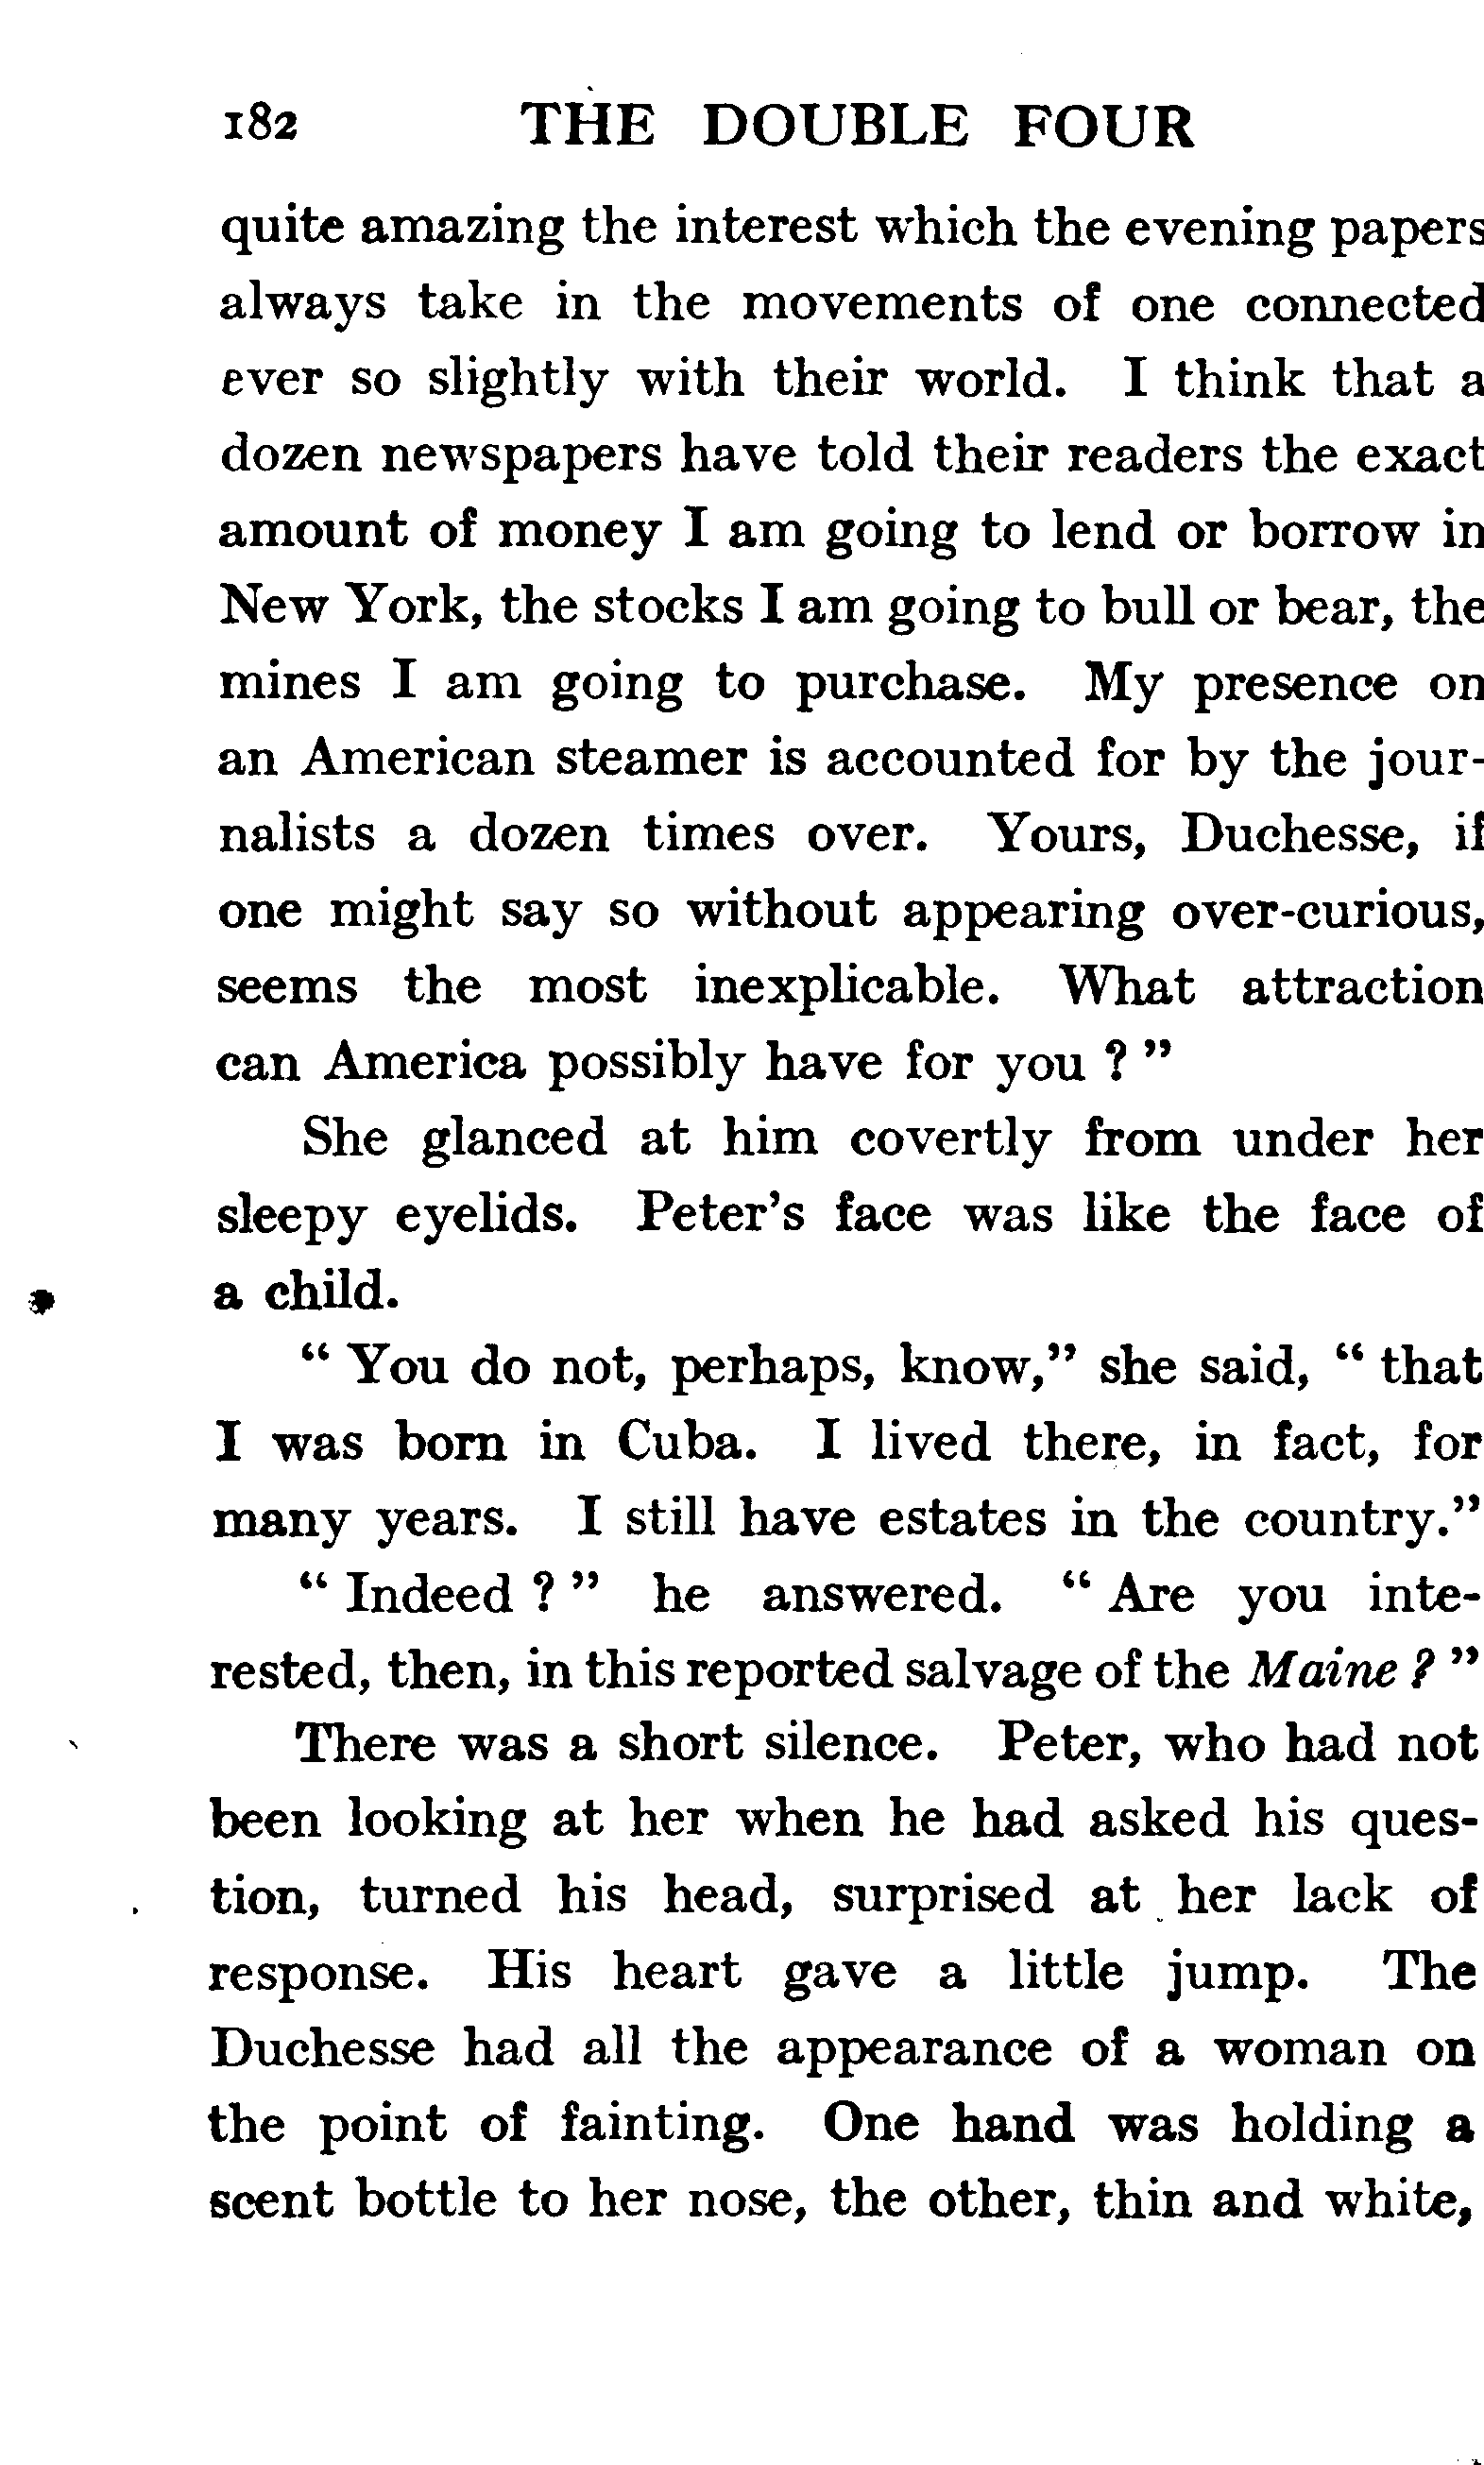 182 THE DOUBLE FOUR
quite amazing the interest which the evening papers
always take in the movements of one connected
ever so slightly with their world. I think that a
dozen newspapers have told their readers the exact
amount of money I am going to lend or borrow in
New York, the stocks I am going to bull or bear, the
mines I am going to purchase. My presence on
an American steamer is accounted for by the jour-
nalists a dozen times over. Yours, Duchesse, if
one might say so without appearing over-curious,
seems the most inexplicable. What attraction
can America possibly have for you ? ”
She glanced at him covertly from under her
sleepy eyelids. Peter’s face was like the face of
a child.
“ You do not, perhaps, know,” she said, “ that
I was born in Cuba. I lived there, in fact, for
many years. I still have estates in the country.”
“ Indeed ? ” he answered. “ Are you inte-
rested, then, in this reported salvage of the Maine ? ”
There was a short silence. Peter, who had not
been looking at her when he had asked his ques-
tion, turned his head, surprised at her lack of
response. His heart gave a little jump. The
Duchesse had all the appearance of a woman on
the point of fainting. One hand was holding a
scent bottle to her nose, the other, thin and white,